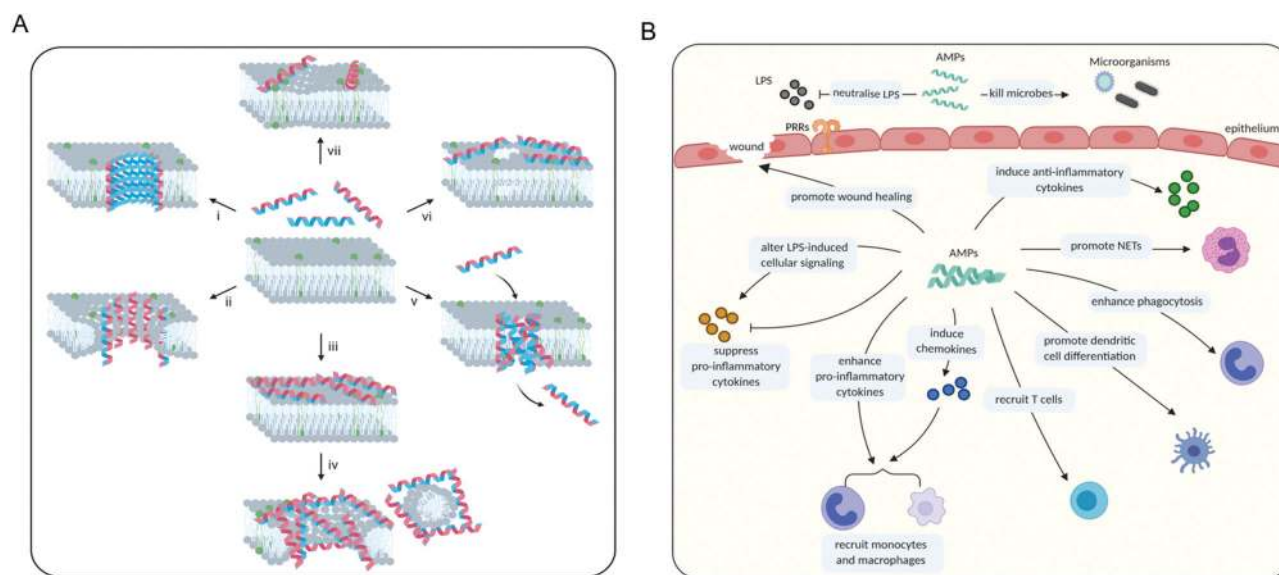 A
vii
i
vi
ii
v
iii
iv
B
AMPs
LPS
Microorganisms
neutralise LPS
kill microbes
PRRs
epithelium
wound
induce anti-inflammatory
cytokines
promote wound healing
alter LPS-induced
cellular signaling
AMPs
promote NETs
enhance phagocytosis
induce
chemokines
promote dendritic
cell differentiation
suppress
pro-inflammatory
cytokines
enhance
pro-inflammatory
cytokines
recruit T cells
recruit monocytes
and macrophages